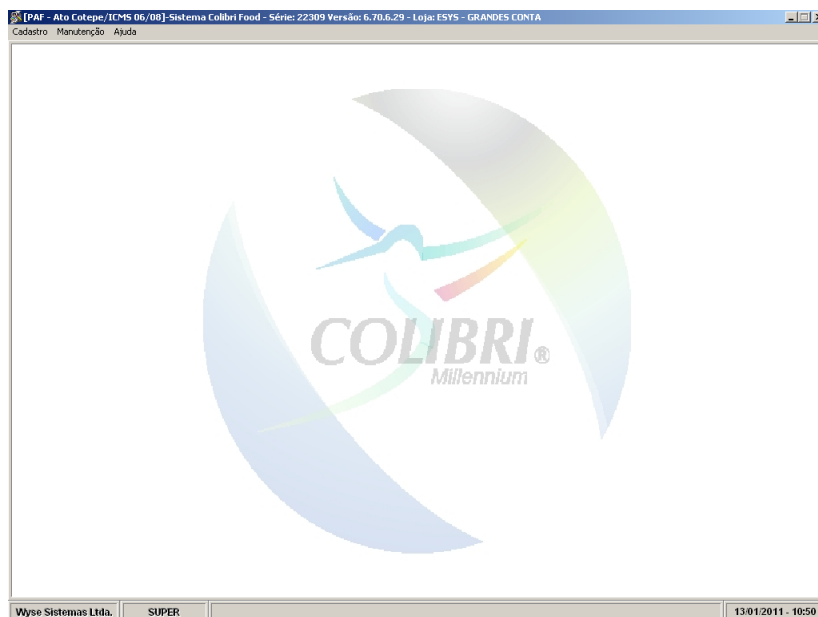 [PAF - Ato Cotepe/ICMS 06/08]-Sistema Colibri Food - Série: 22309 Versão: 6.70.6.29 - Loja: ESYS - GRANDES CONTA
Cadastro Manutenção Ajuda
COLIBRI®
Millennium
Wyse Sistemas Ltda. SUPER 13/01/2011 - 10:50